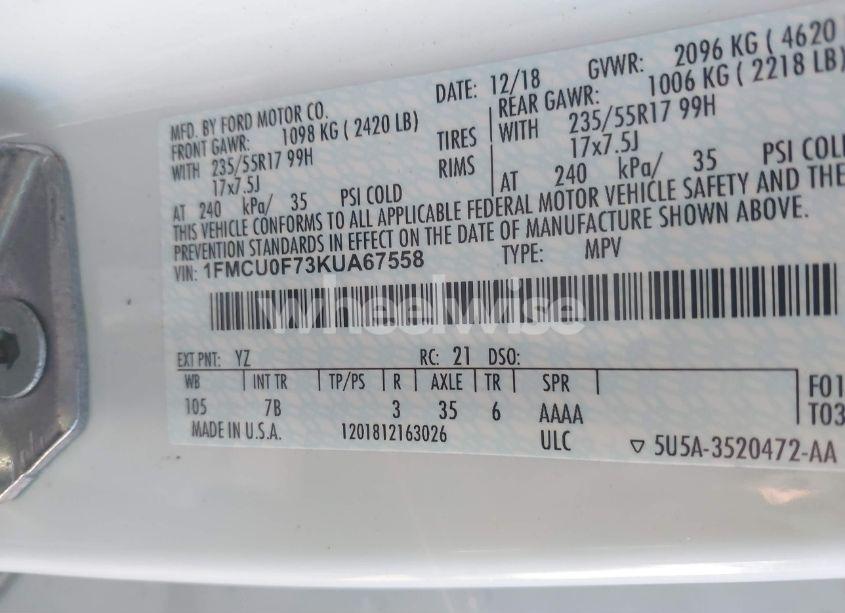 MFD. BY FORD MOTOR CO. DATE: 12/18 GVWR: 2096 KG ( 4620
FRONT GAWR: 1098 KG ( 2420 LB) REAR GAWR: 1006 KG ( 2218 LB)
WITH 235/55R17 99H TIRES WITH 235/55R17 99H
17x7.5J RIMS 17x7.5J
AT 240 kPa/ 35 PSI COLD AT 240 kPa/ 35 PSI COLD
THIS VEHICLE CONFORMS TO ALL APPLICABLE FEDERAL MOTOR VEHICLE SAFETY AND THE
PREVENTION STANDARDS IN EFFECT ON THE DATE OF MANUFACTURE SHOWN ABOVE.
VIN: 1FMCU0F73KUA67558 TYPE: MPV
wheelwise
EXT PNT: YZ RC: 21 DSO:
WB INT TR TP/PS R AXLE TR SPR F01
105 7B 3 35 6 AAAA T03
MADE IN U.S.A. 1201812163026 ULC ▽ 5U5A-3520472-AA